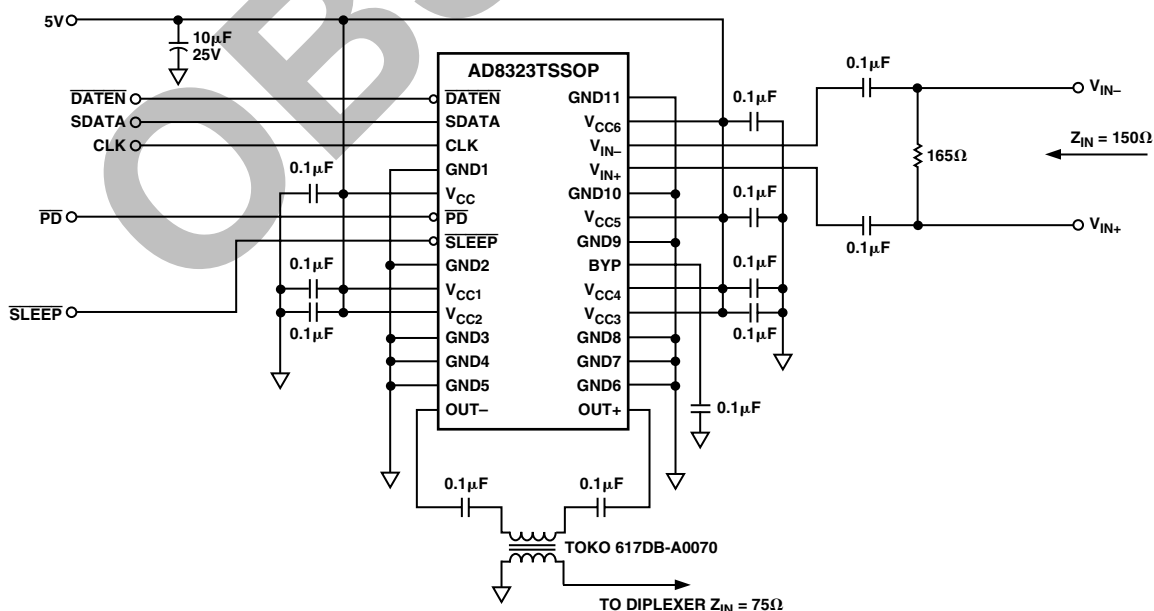 5V
10µF
25V
DATEN
SDATA
CLK
PD
SLEEP
0.1µF
0.1µF
0.1µF
AD8323TSSOP
DATEN
SDATA
CLK
GND1
VCC
PD
SLEEP
GND2
VCC1
VCC2
GND3
GND4
GND5
OUT–
GND11
VCC6
VIN–
VIN+
GND10
VCC5
GND9
BYP
VCC4
VCC3
GND8
GND7
GND6
OUT+
0.1µF
0.1µF
0.1µF
0.1µF
0.1µF
0.1µF
0.1µF
165Ω
VIN–
ZIN = 150Ω
VIN+
0.1µF
0.1µF
TOKO 617DB-A0070
TO DIPLEXER ZIN = 75Ω
OBS